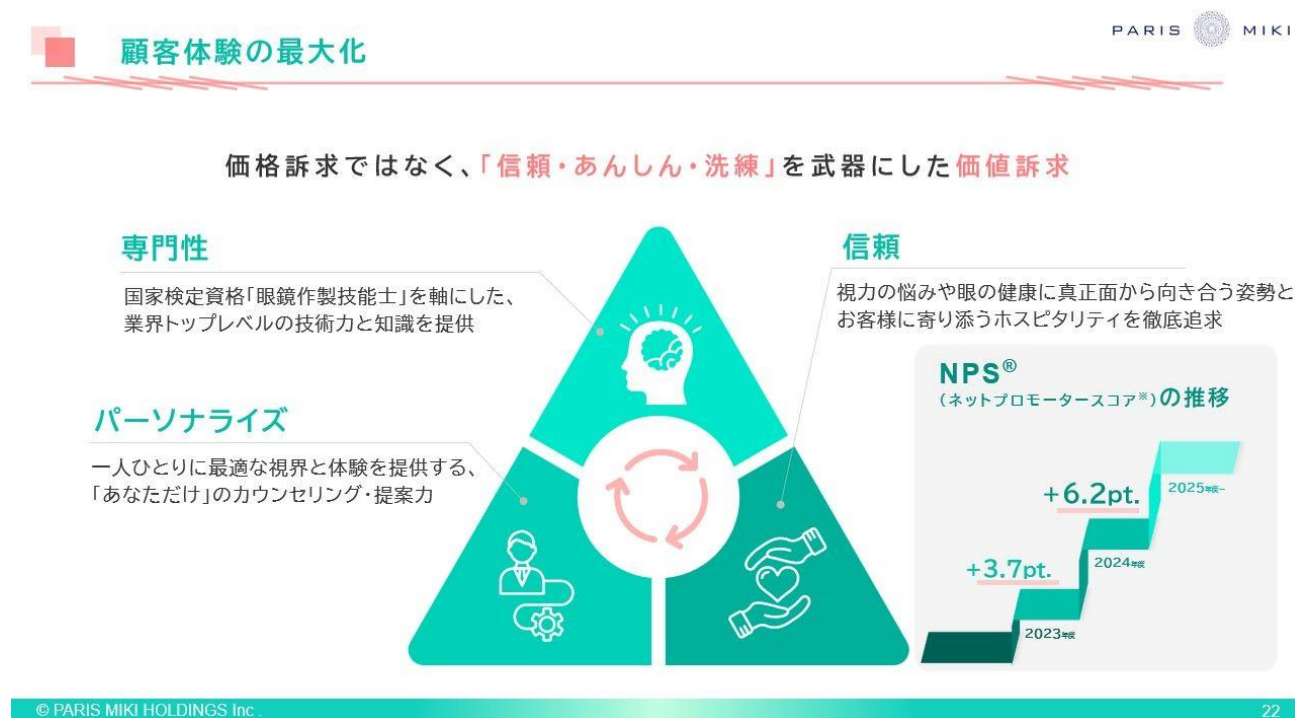 顧客体験の最大化
PARIS MIKI
価格訴求ではなく、「信頼・あんしん・洗練」を武器にした価値訴求
専門性
国家検定資格「眼鏡作製技能士」を軸にした、
業界トップレベルの技術力と知識を提供
パーソナライズ
一人ひとりに最適な視界と体験を提供する、
「あなただけ」のカウンセリング・提案力
信頼
視力の悩みや眼の健康に真正面から向き合う姿勢と
お客様に寄り添うホスピタリティを徹底追求
NPS®
(ネットプロモータースコア※)の推移
+3.7pt.
2023年度
+6.2pt.
2024年度
2025年度~
© PARIS MIKI HOLDINGS Inc .
22